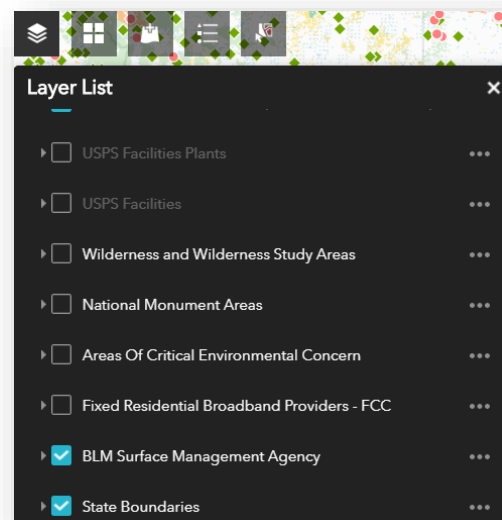 Layer List
USPS Facilities Plants
USPS Facilities
Wilderness and Wilderness Study Areas
National Monument Areas
Areas Of Critical Environmental Concern
Fixed Residential Broadband Providers - FCC
BLM Surface Management Agency
State Boundaries